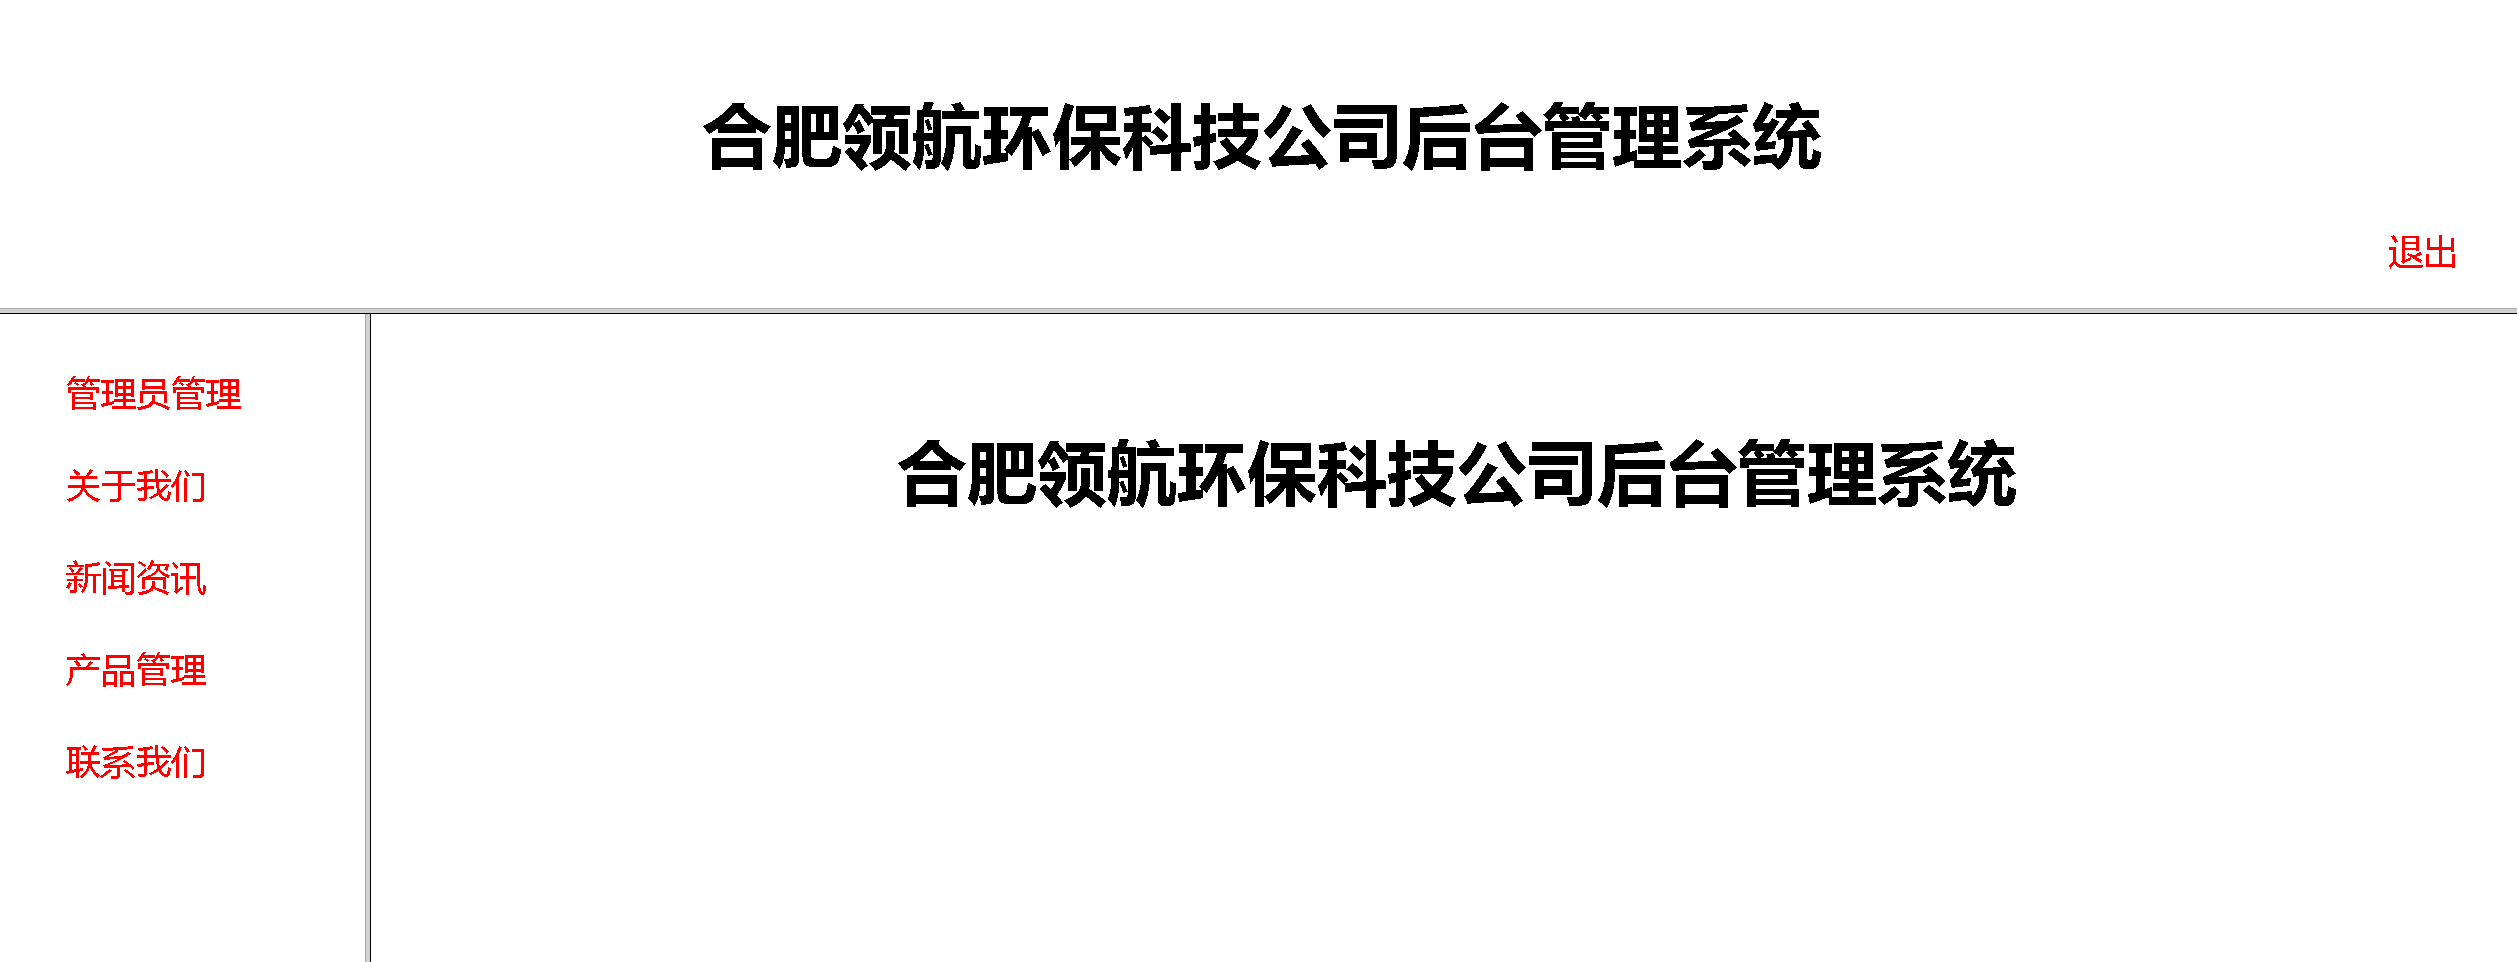 合肥领航环保科技公司后台管理系统
退出
管理员管理
关于我们
新闻资讯
产品管理
联系我们
合肥领航环保科技公司后台管理系统